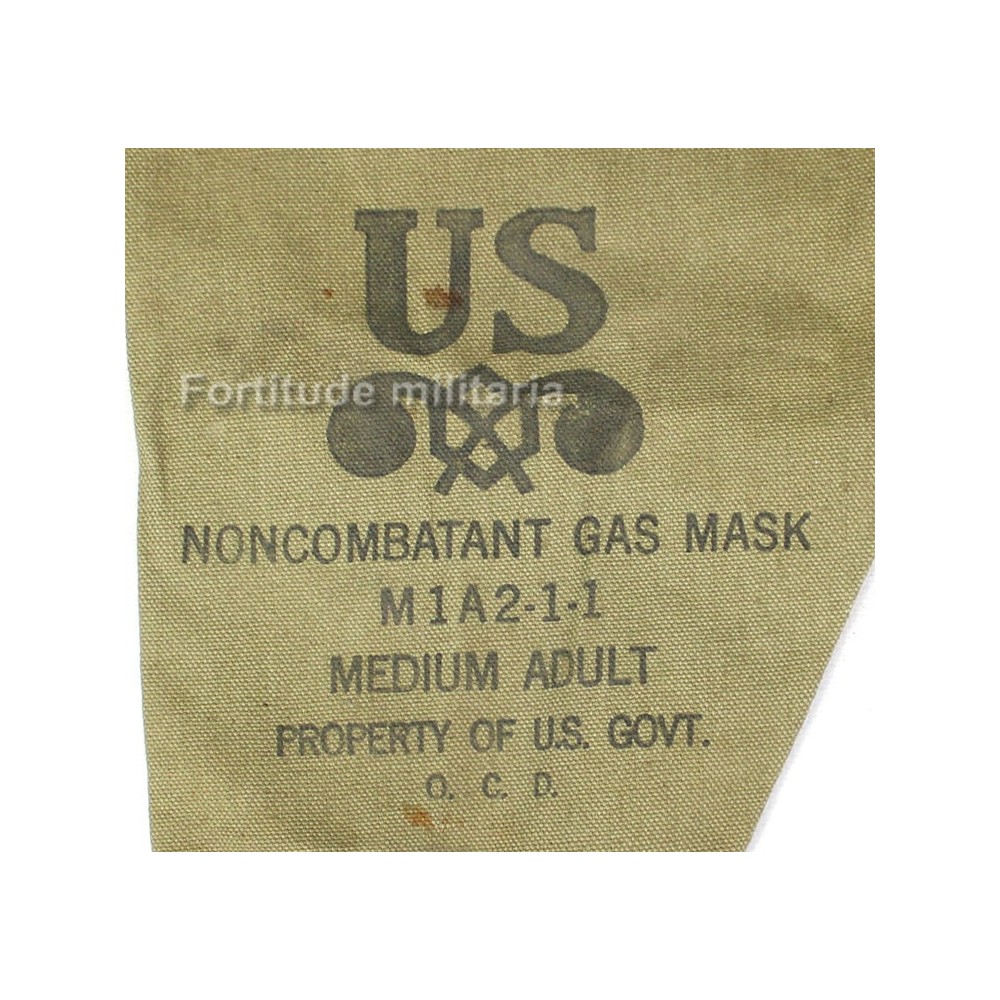 US
Fortitude militaria
NONCOMBATANT GAS MASK
M1A2-1-1
MEDIUM ADULT
PROPERTY OF U.S. GOVT.
O. C. D.